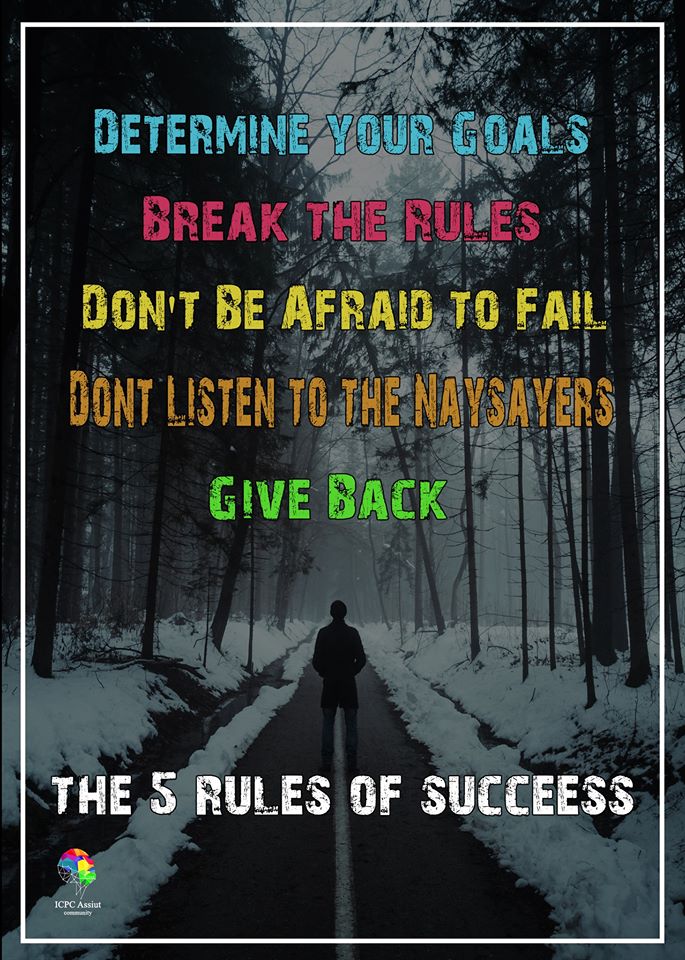 Determine your Goals
Break the Rules
Don't Be Afraid to Fail
Dont Listen to the Naysayers
Give Back
the 5 rules of succeess
ICPC Assiut
community